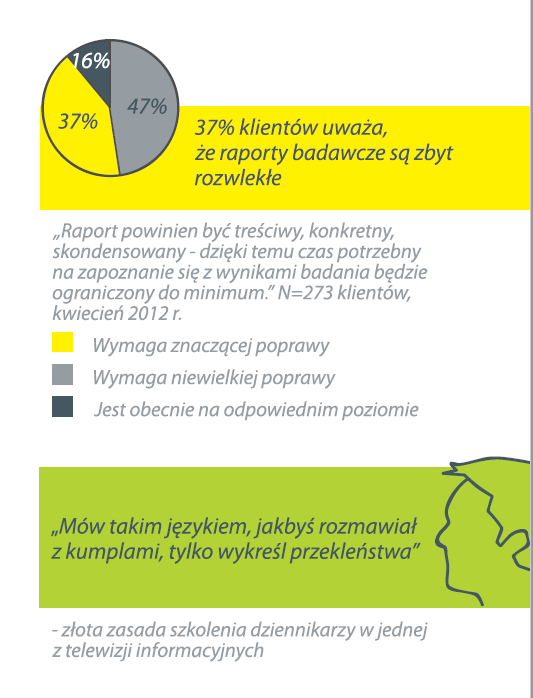 16%
47%
37%
37% klientów uważa,
że raporty badawcze są zbyt
rozwlekłe
„Raport powinien być treściwy, konkretny,
skondensowany - dzięki temu czas potrzebny
na zapoznanie się z wynikami badania będzie
ograniczony do minimum.” N=273 klientów,
kwiecień 2012 r.
Wymaga znaczącej poprawy
Wymaga niewielkiej poprawy
Jest obecnie na odpowiednim poziomie
„Mów takim językiem, jakbyś rozmawiał
z kumplami, tylko wykreśl przekleństwa”
- złota zasada szkolenia dziennikarzy w jednej
z telewizji informacyjnych